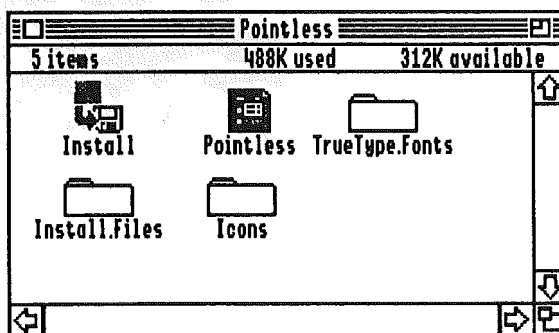 Pointless
5 items 488K used 312K available
Install Pointless TrueType.Fonts
Install.Files Icons